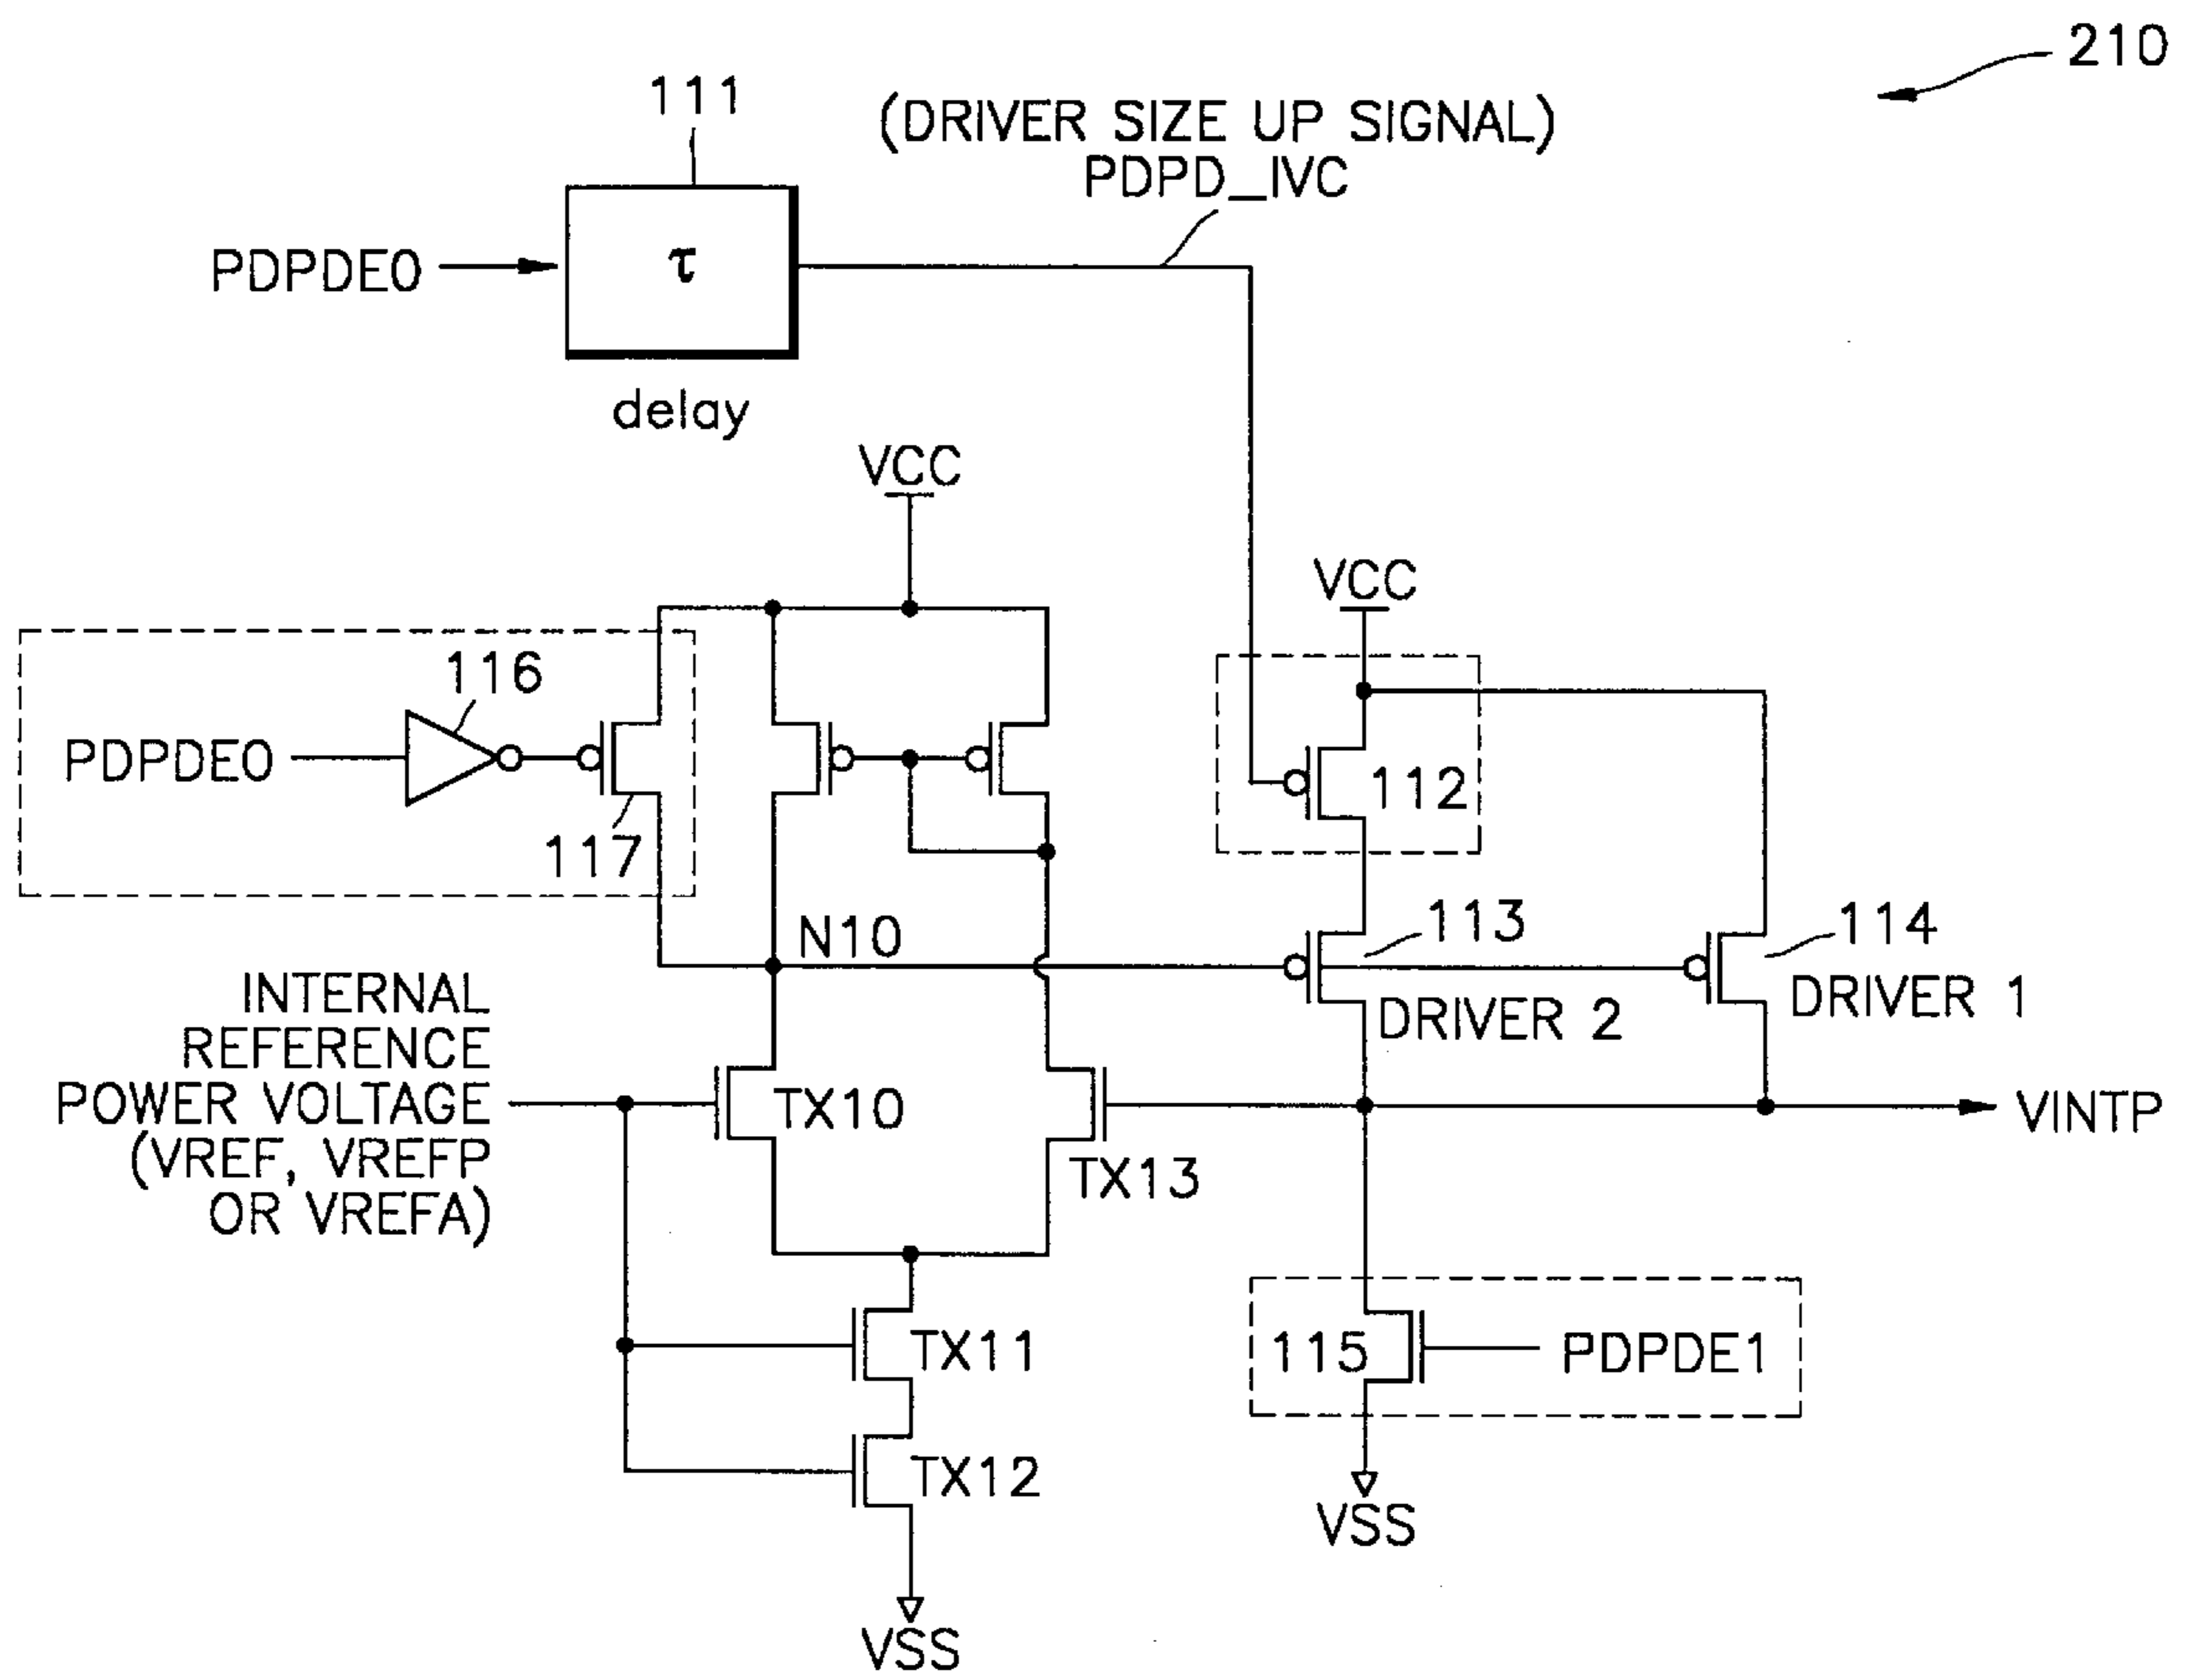 210
111
(DRIVER SIZE UP SIGNAL)
PDPD_IVC
PDPDE0
τ
delay
VCC
VCC
116
PDPDE0
117
112
N10
113
114
DRIVER 2
DRIVER 1
INTERNAL
REFERENCE
POWER VOLTAGE
(VREF, VREFP
OR VREFA)
TX10
TX13
VINTP
TX11
115
PDPDE1
TX12
VSS
VSS